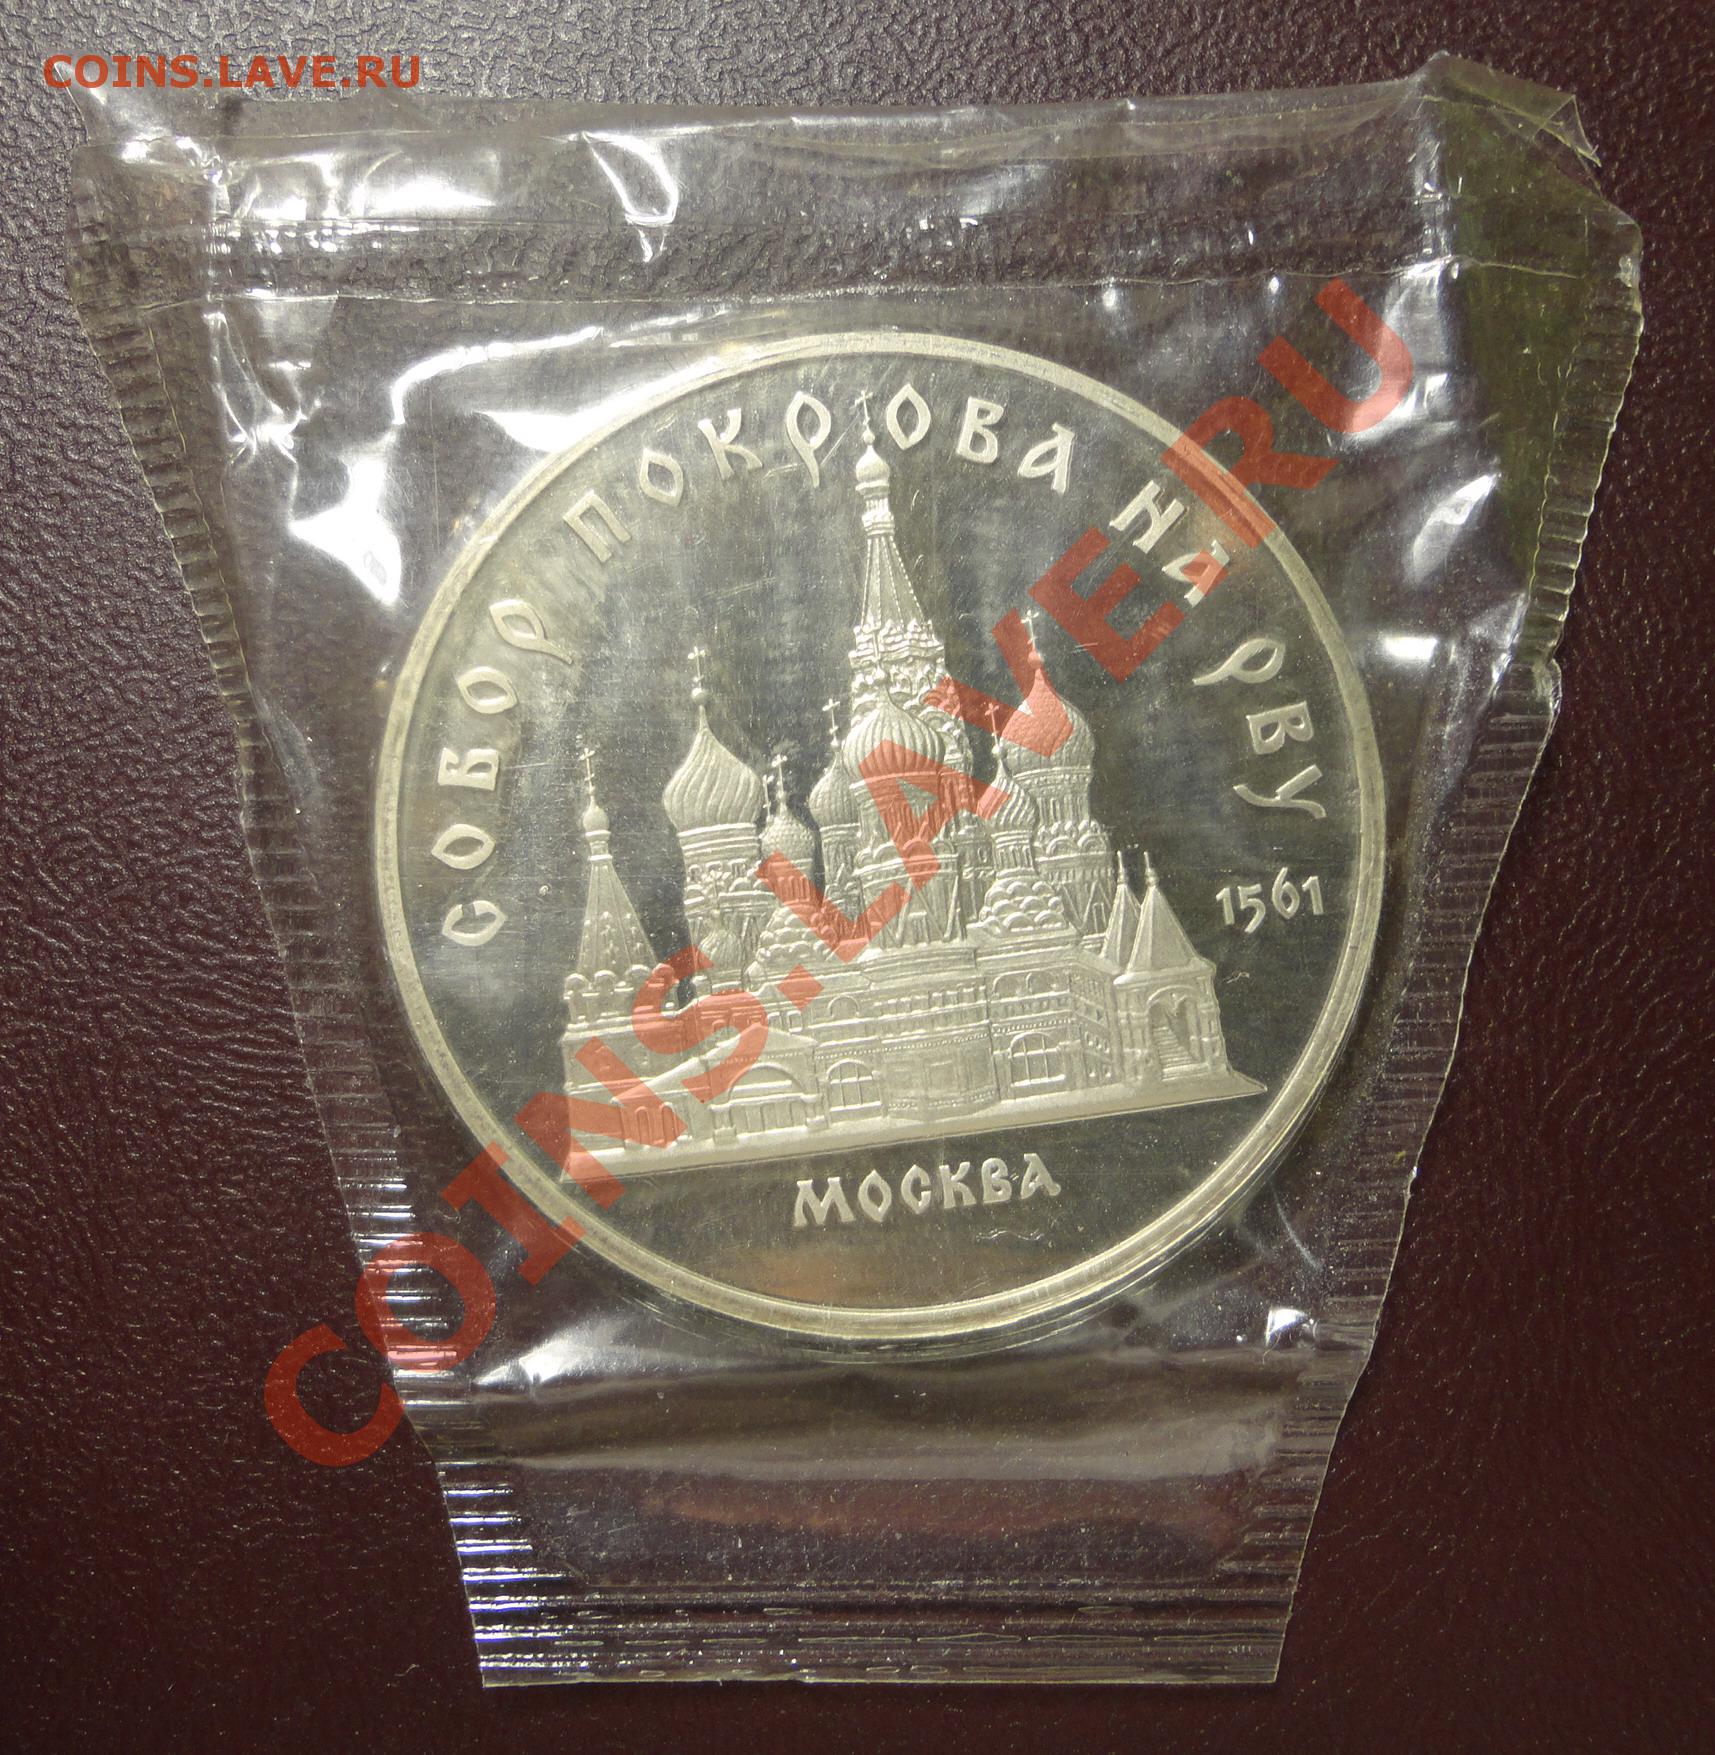 COINS.LAVE.RU
СОБОР ПОКРОВА НА РВУ
1561
МОСКВА
COINS.LAVE.RU